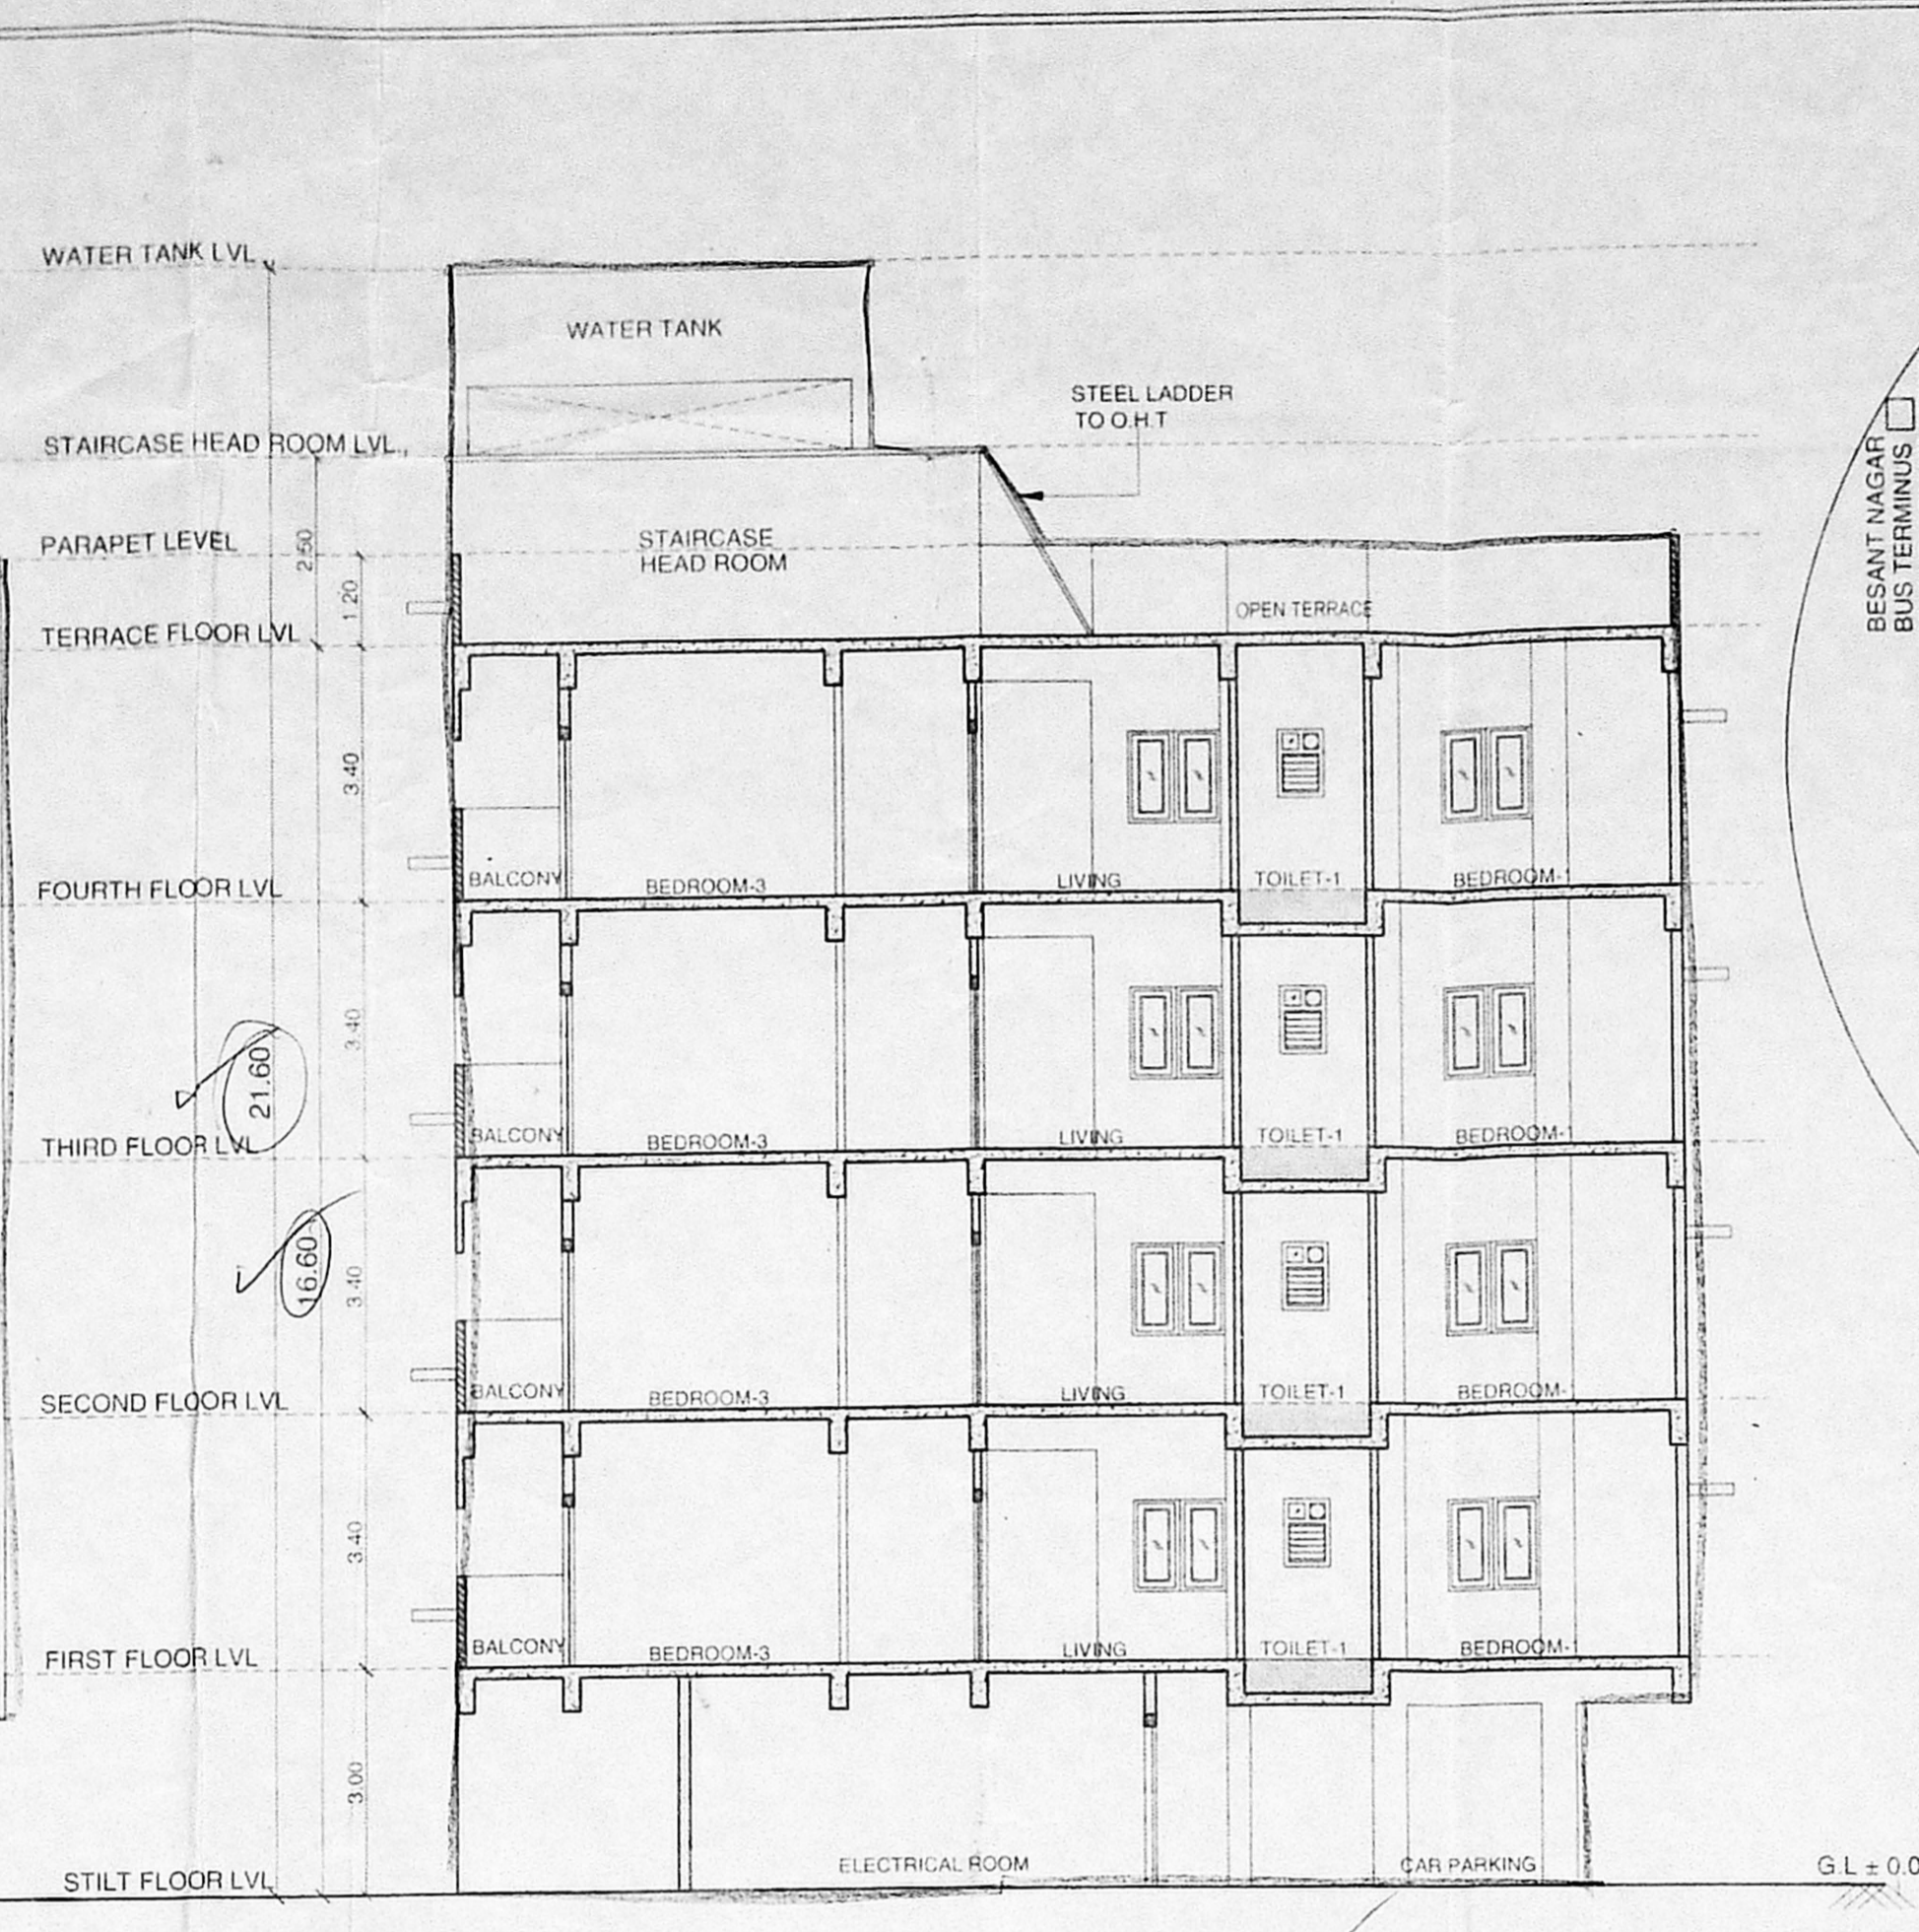 WATER TANK LVL
WATER TANK
STEEL LADDER
TO O.H.T
STAIRCASE HEAD ROOM LVL.,
BESANT NAGAR
BUS TERMINUS
2.50
PARAPET LEVEL
STAIRCASE
HEAD ROOM
1.20
OPEN TERRACE
TERRACE FLOOR LVL
3.40
BALCONY
BEDROOM-3
LIVING
TOILET-1
BEDROOM-1
FOURTH FLOOR LVL
3.40
21.60
BALCONY
BEDROOM-3
LIVING
TOILET-1
BEDROOM-1
THIRD FLOOR LVL
16.60
3.40
BALCONY
BEDROOM-3
LIVING
TOILET-1
BEDROOM-1
SECOND FLOOR LVL
3.40
BALCONY
BEDROOM-3
LIVING
TOILET-1
BEDROOM-1
FIRST FLOOR LVL
3.00
ELECTRICAL ROOM
CAR PARKING
G.L ± 0.0
STILT FLOOR LVL